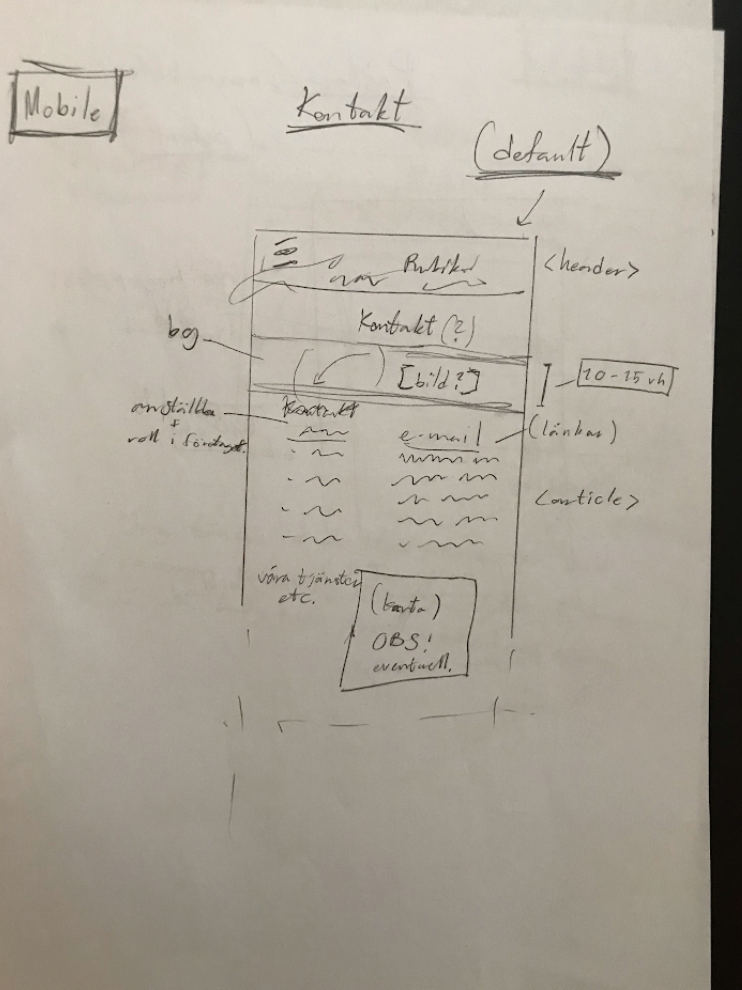 Mobile
Kontakt
(default)
Rubrik
<header>
Kontakt (?)
bg
[bild?]
10-15 vh
Kontakt
anställda
+
roll i företaget.
e-mail
(länkar)
<article>
våra tjänster
etc.
(karta)
OBS!
eventuell.